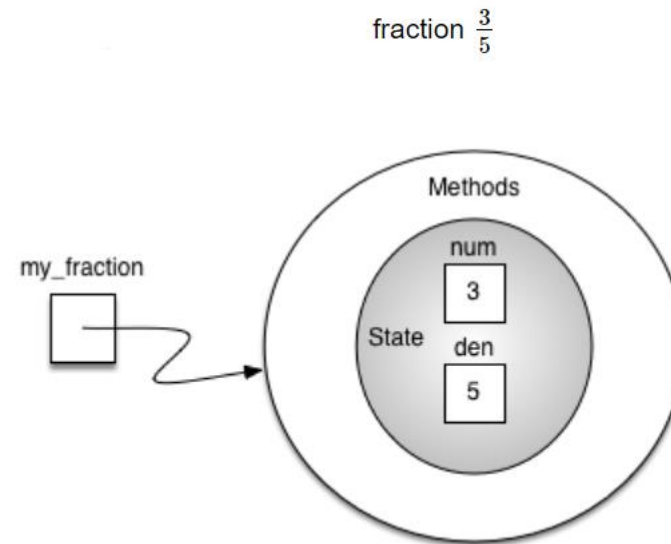 fraction 3/5
Methods
num
my_fraction
3
State
den
5